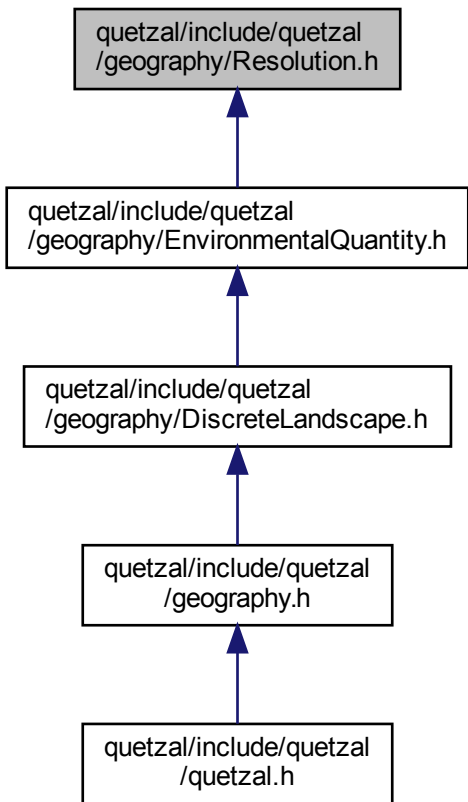 quetzal/include/quetzal
/geography/Resolution.h
quetzal/include/quetzal
/geography/EnvironmentalQuantity.h
quetzal/include/quetzal
/geography/DiscreteLandscape.h
quetzal/include/quetzal
/geography.h
quetzal/include/quetzal
/quetzal.h